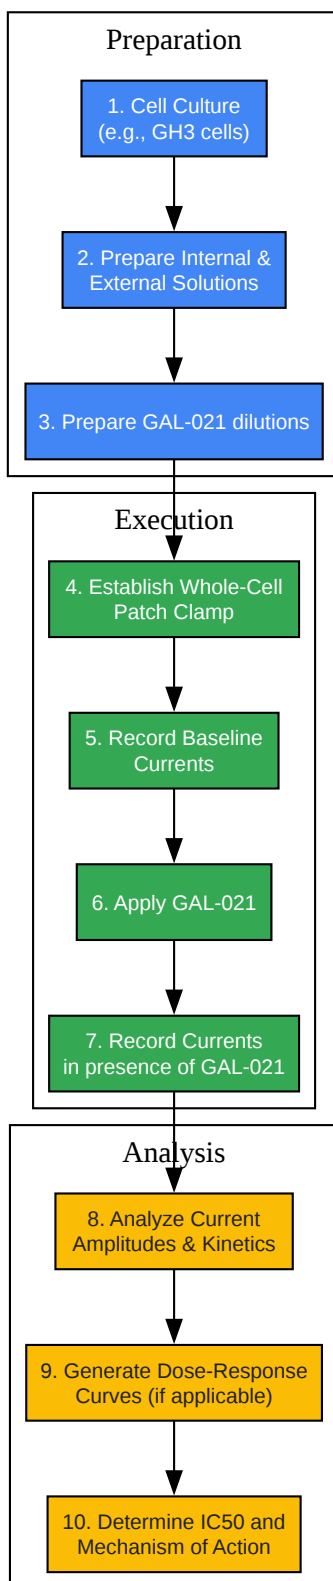 Preparation
1. Cell Culture
(e.g., GH3 cells)
2. Prepare Internal &
External Solutions
3. Prepare GAL-021 dilutions
Execution
4. Establish Whole-Cell
Patch Clamp
5. Record Baseline
Currents
6. Apply GAL-021
7. Record Currents
in presence of GAL-021
Analysis
8. Analyze Current
Amplitudes & Kinetics
9. Generate Dose-Response
Curves (if applicable)
10. Determine IC50 and
Mechanism of Action